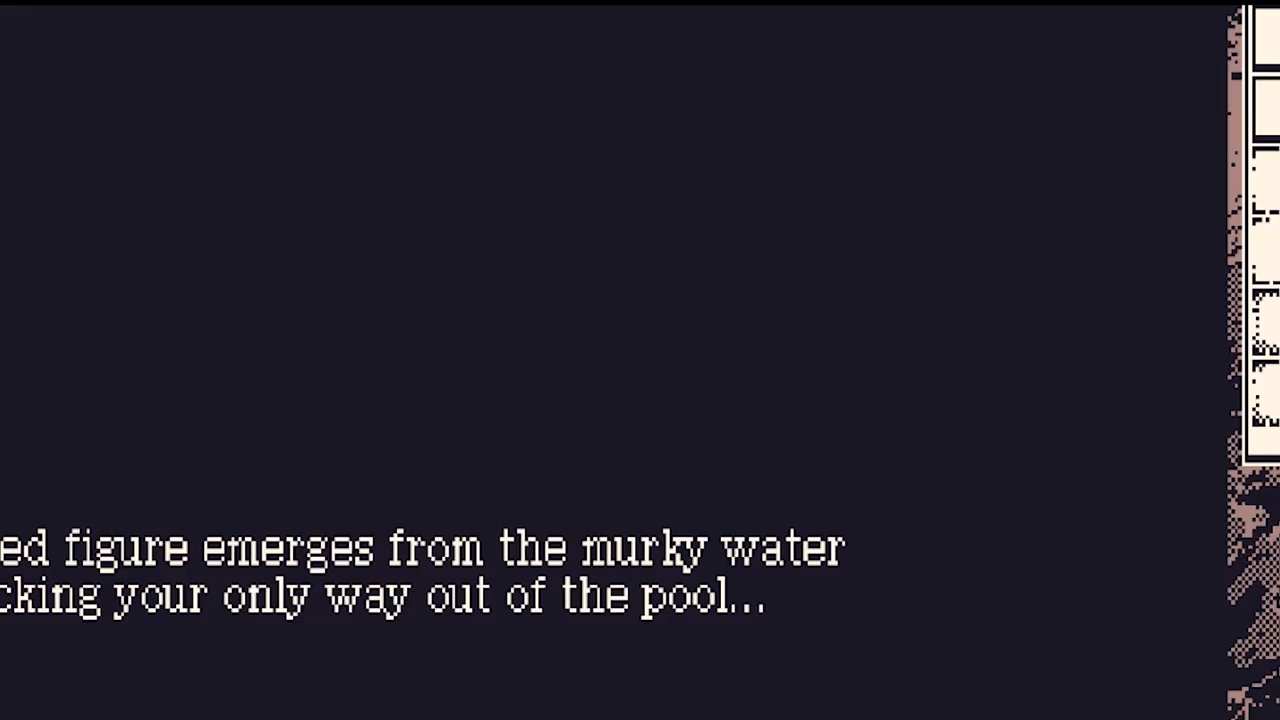 ed figure emerges from the murky water
cking your only way out of the pool...